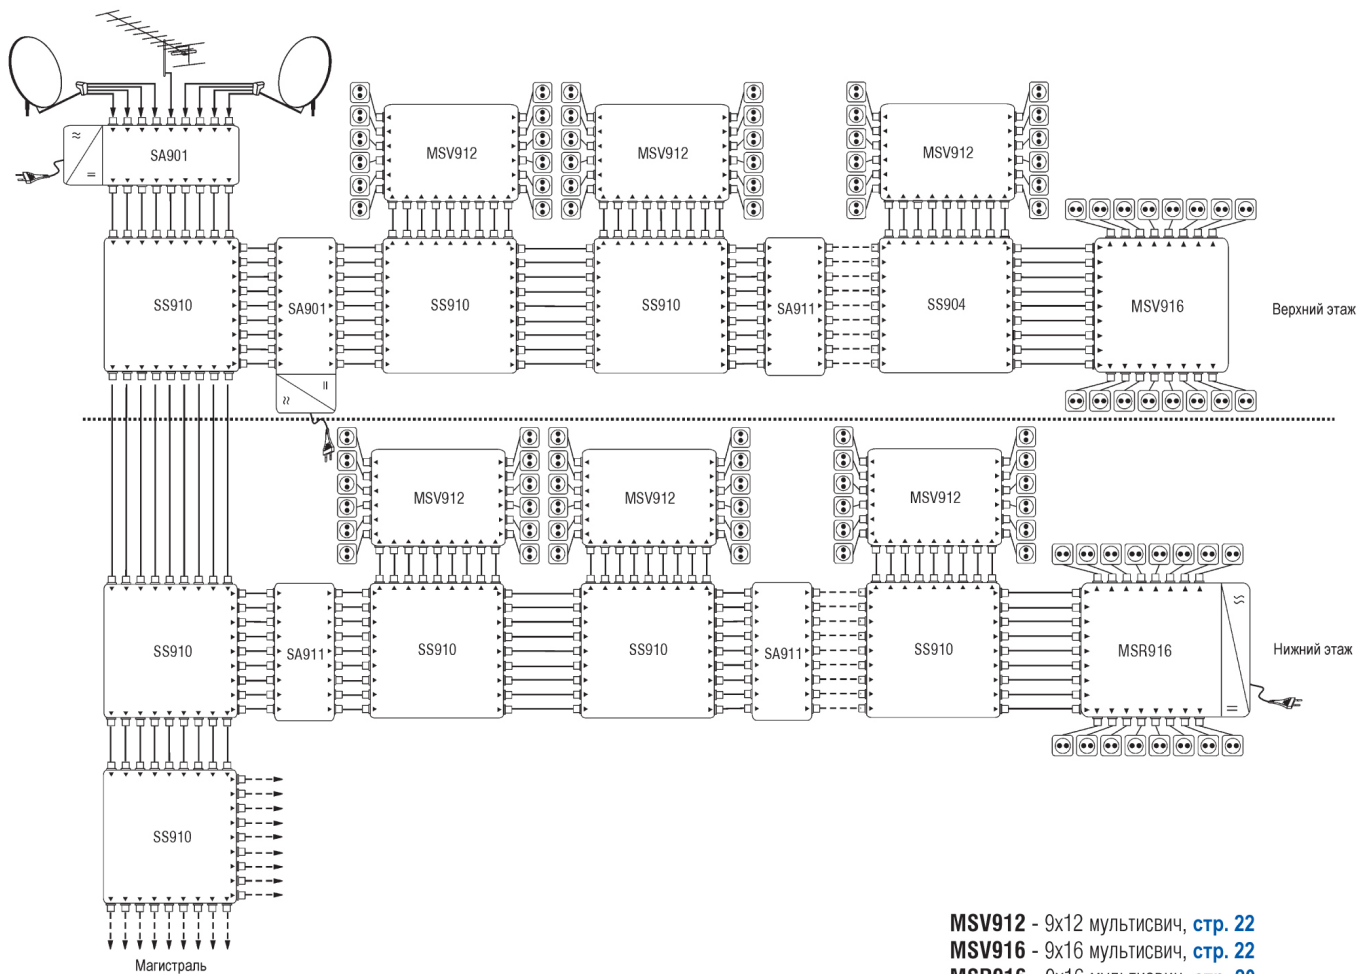 SA901
MSV912
MSV912
MSV912
SS910
SA901
SS910
SS910
SA911
SS904
MSV916
Верхний этаж
MSV912
MSV912
MSV912
SS910
SA911
SS910
SS910
SA911
SS910
MSR916
Нижний этаж
SS910
Магистраль
MSV912 - 9x12 мультисвич, стр. 22
MSV916 - 9x16 мультисвич, стр. 22